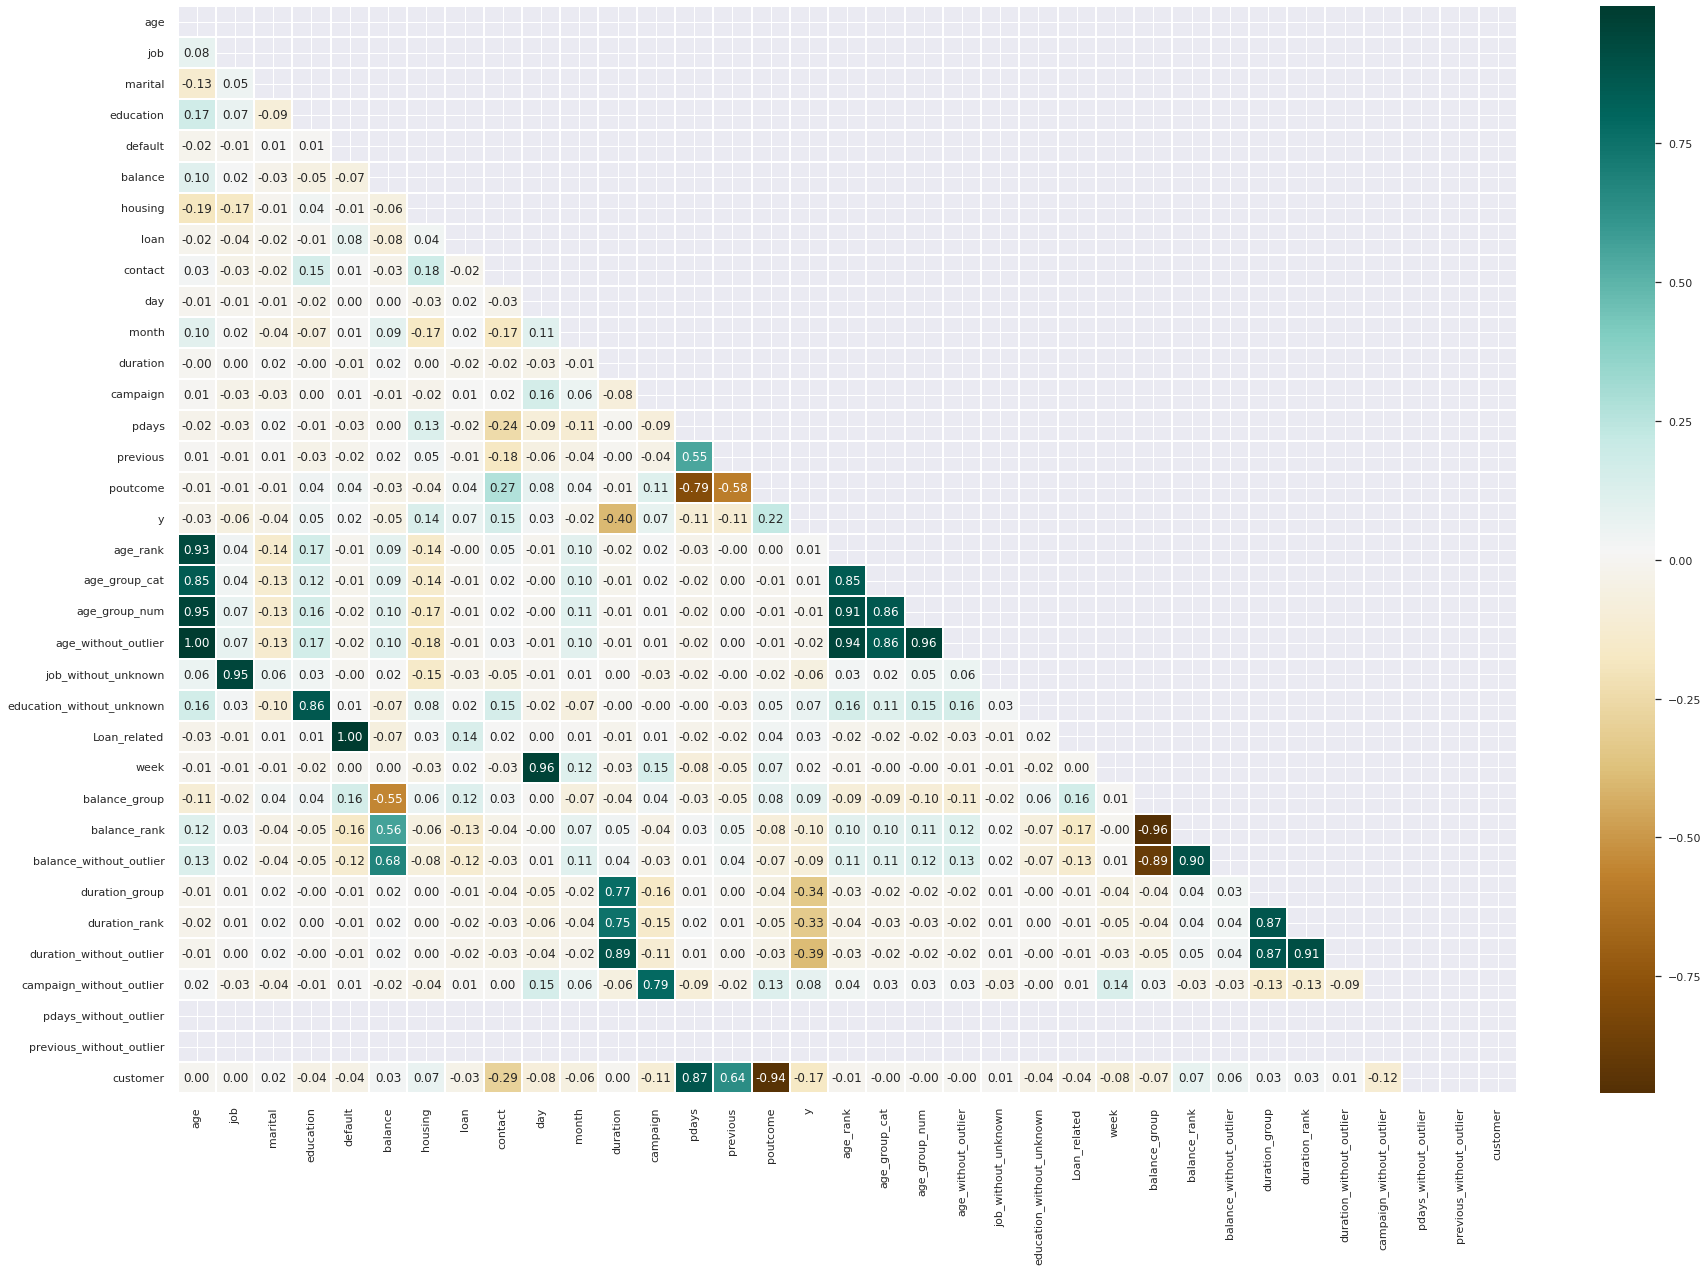 age
job 0.08
marital -0.13 0.05
education 0.17 0.07 -0.09
default -0.02 -0.01 0.01 0.01
balance 0.10 0.02 -0.03 -0.05 -0.07
housing -0.19 -0.17 -0.01 0.04 -0.01 -0.06
loan -0.02 -0.04 -0.02 -0.01 0.08 -0.08 0.04
contact 0.03 -0.03 -0.02 0.15 0.01 -0.03 0.18 -0.02
day -0.01 -0.01 -0.01 -0.02 0.00 0.00 -0.03 0.02 -0.03
month 0.10 0.02 -0.04 -0.07 0.01 0.09 -0.17 0.02 -0.17 0.11
duration -0.00 0.00 0.02 -0.00 -0.01 0.02 0.00 -0.02 -0.02 -0.03 -0.01
campaign 0.01 -0.03 -0.03 0.00 0.01 -0.01 -0.02 0.01 0.02 0.16 0.06 -0.08
pdays -0.02 -0.03 0.02 -0.01 -0.03 0.00 0.13 -0.02 -0.24 -0.09 -0.11 -0.00 -0.09
previous 0.01 -0.01 0.01 -0.03 -0.02 0.02 0.05 -0.01 -0.18 -0.06 -0.04 -0.00 -0.04 0.55
poutcome -0.01 -0.01 -0.01 0.04 0.04 -0.03 -0.04 0.04 0.27 0.08 0.04 -0.01 0.11 -0.79 -0.58
y -0.03 -0.06 -0.04 0.05 0.02 -0.05 0.14 0.07 0.15 0.03 -0.02 -0.40 0.07 -0.11 -0.11 0.22
age_rank 0.93 0.04 -0.14 0.17 -0.01 0.09 -0.14 -0.00 0.05 -0.01 0.10 -0.02 0.02 -0.03 -0.00 0.00 0.01
age_group_cat 0.85 0.04 -0.13 0.12 -0.01 0.09 -0.14 -0.01 0.02 -0.00 0.10 -0.01 0.02 -0.02 0.00 -0.01 0.01 0.85
age_group_num 0.95 0.07 -0.13 0.16 -0.02 0.10 -0.17 -0.01 0.02 -0.00 0.11 -0.01 0.01 -0.02 0.00 -0.01 -0.01 0.91 0.86
age_without_outlier 1.00 0.07 -0.13 0.17 -0.02 0.10 -0.18 -0.01 0.03 -0.01 0.10 -0.01 0.01 -0.02 0.00 -0.01 -0.02 0.94 0.86 0.96
job_without_unknown 0.06 0.95 0.06 0.03 -0.00 0.02 -0.15 -0.03 -0.05 -0.01 0.01 0.00 -0.03 -0.02 -0.00 -0.02 -0.06 0.03 0.02 0.05 0.06
education_without_unknown 0.16 0.03 -0.10 0.86 0.01 -0.07 0.08 0.02 0.15 -0.02 -0.07 -0.00 -0.00 -0.00 -0.03 0.05 0.07 0.16 0.11 0.15 0.16 0.03
Loan_related -0.03 -0.01 0.01 0.01 1.00 -0.07 0.03 0.14 0.02 0.00 0.01 -0.01 0.01 -0.02 -0.02 0.04 0.03 -0.02 -0.02 -0.02 -0.03 -0.01 0.02
week -0.01 -0.01 -0.01 -0.02 0.00 0.00 -0.03 0.02 -0.03 0.96 0.12 -0.03 0.15 -0.08 -0.05 0.07 0.02 -0.01 -0.00 -0.00 -0.01 -0.01 -0.02 0.00
balance_group -0.11 -0.02 0.04 0.04 0.16 -0.55 0.06 0.12 0.03 0.00 -0.07 -0.04 0.04 -0.03 -0.05 0.08 0.09 -0.09 -0.09 -0.10 -0.11 -0.02 0.06 0.16 0.01
balance_rank 0.12 0.03 -0.04 -0.05 -0.16 0.56 -0.06 -0.13 -0.04 -0.00 0.07 0.05 -0.04 0.03 0.05 -0.08 -0.10 0.10 0.10 0.11 0.12 0.02 -0.07 -0.17 -0.00 -0.96
balance_without_outlier 0.13 0.02 -0.04 -0.05 -0.12 0.68 -0.08 -0.12 -0.03 0.01 0.11 0.04 -0.03 0.01 0.04 -0.07 -0.09 0.11 0.11 0.12 0.13 0.02 -0.07 -0.13 0.01 -0.89 0.90
duration_group -0.01 0.01 0.02 -0.00 -0.01 0.02 0.00 -0.01 -0.04 -0.05 -0.02 0.77 -0.16 0.01 0.00 -0.04 -0.34 -0.03 -0.02 -0.02 -0.02 0.01 -0.00 -0.01 -0.04 -0.04 0.04 0.03
duration_rank -0.02 0.01 0.02 0.00 -0.01 0.02 0.00 -0.02 -0.03 -0.06 -0.04 0.75 -0.15 0.02 0.01 -0.05 -0.33 -0.04 -0.03 -0.03 -0.02 0.01 0.00 -0.01 -0.05 -0.04 0.04 0.04 0.87
duration_without_outlier -0.01 0.00 0.02 -0.00 -0.01 0.02 0.00 -0.02 -0.03 -0.04 -0.02 0.89 -0.11 0.01 0.00 -0.03 -0.39 -0.03 -0.02 -0.02 -0.02 0.01 -0.00 -0.01 -0.03 -0.05 0.05 0.04 0.87 0.91
campaign_without_outlier 0.02 -0.03 -0.04 -0.01 0.01 -0.02 -0.04 0.01 0.00 0.15 0.06 -0.06 0.79 -0.09 -0.02 0.13 0.08 0.04 0.03 0.03 0.03 -0.03 -0.00 0.01 0.14 0.03 -0.03 -0.03 -0.13 -0.13 -0.09
pdays_without_outlier
previous_without_outlier
customer 0.00 0.00 0.02 -0.04 -0.04 0.03 0.07 -0.03 -0.29 -0.08 -0.06 0.00 -0.11 0.87 0.64 -0.94 -0.17 -0.01 -0.00 -0.00 -0.00 0.01 -0.04 -0.04 -0.08 -0.07 0.07 0.06 0.03 0.03 0.01 -0.12
age job marital education default balance housing loan contact day month duration campaign pdays previous poutcome y age_rank age_group_cat age_group_num age_without_outlier job_without_unknown education_without_unknown Loan_related week balance_group balance_rank balance_without_outlier duration_group duration_rank duration_without_outlier campaign_without_outlier pdays_without_outlier previous_without_outlier customer
0.75
0.50
0.25
0.00
−0.25
−0.50
−0.75